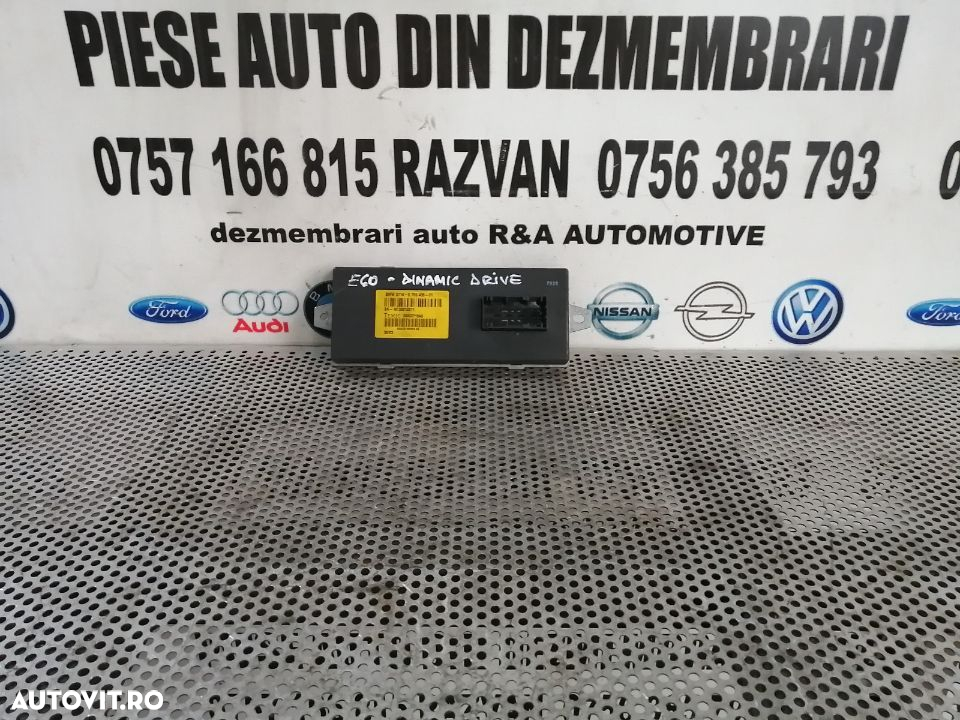 PIESE AUTO DIN DEZMEMBRARI
0757 166 815 RAZVAN 0756 385 793
dezmembrari auto R&A AUTOMOTIVE
E60 - DINAMIC DRIVE
Ford
Audi
NISSAN
Ford
AUTOVIT.RO